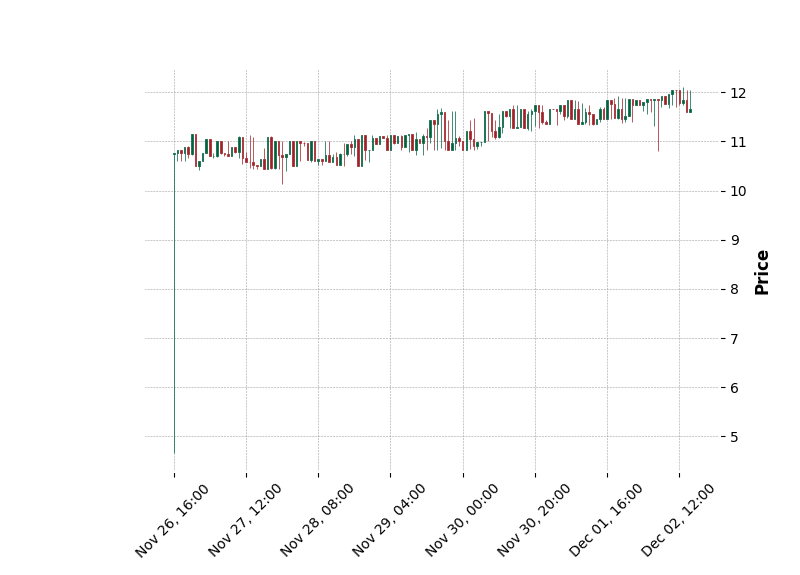 12
11
10
9
8
7
6
5
Price
Nov 26, 16:00
Nov 27, 12:00
Nov 28, 08:00
Nov 29, 04:00
Nov 30, 00:00
Nov 30, 20:00
Dec 01, 16:00
Dec 02, 12:00